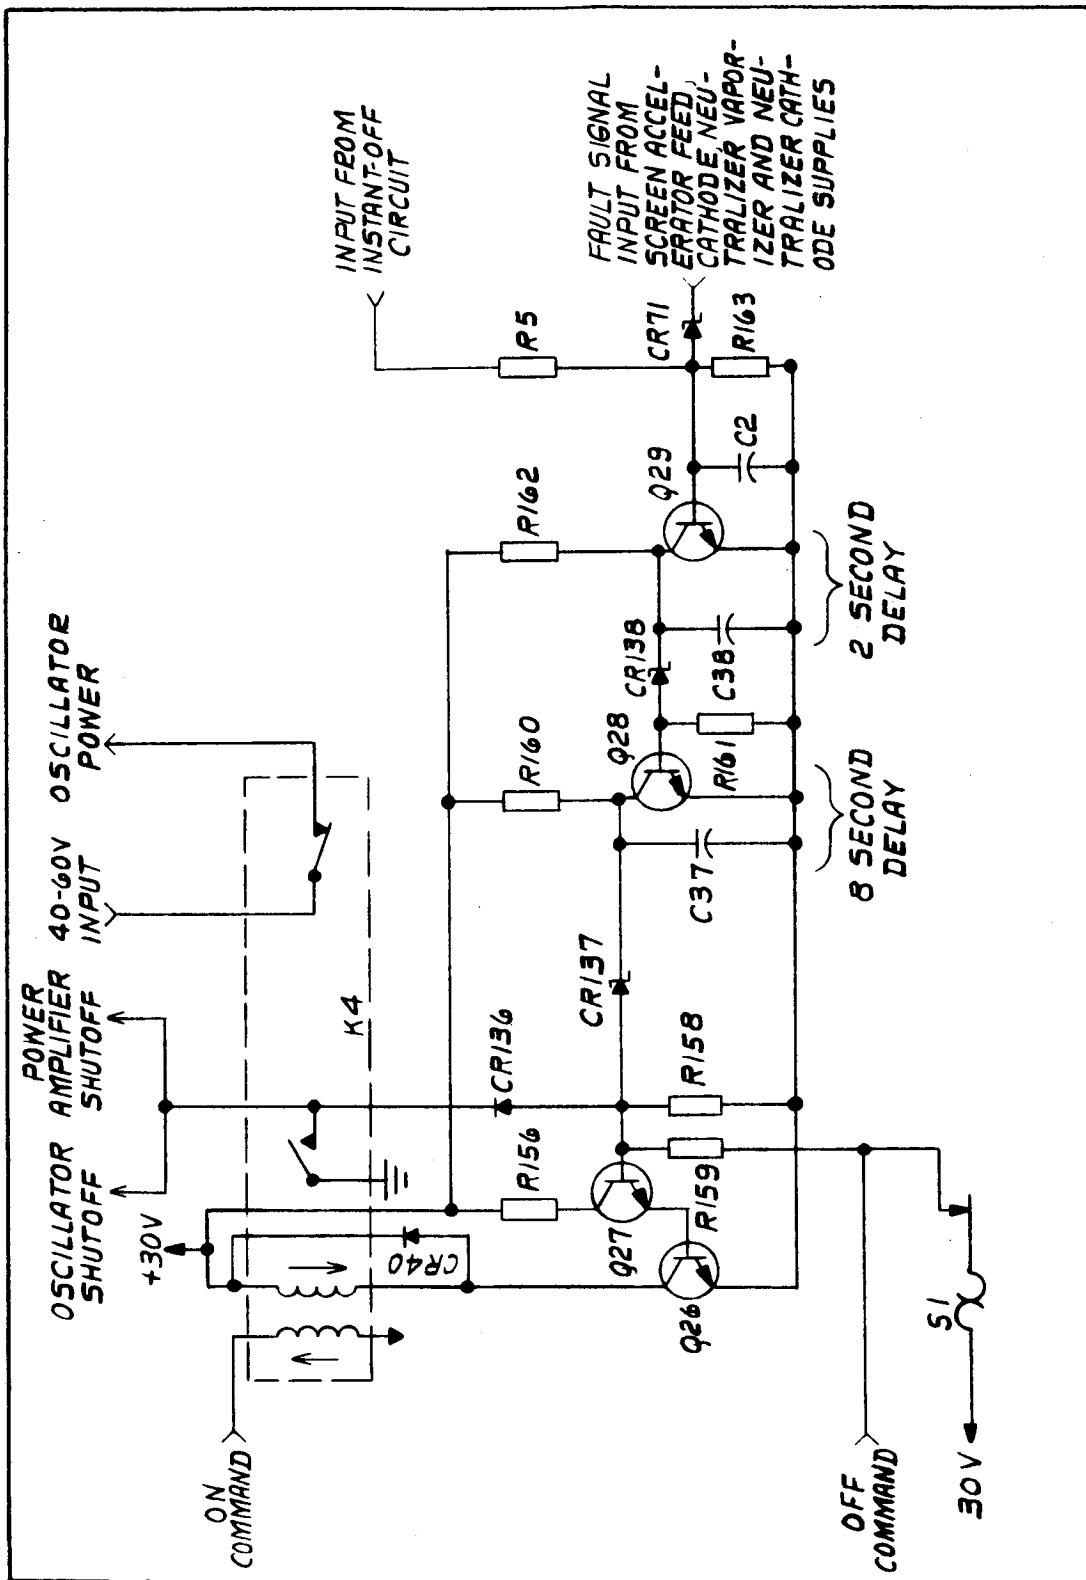 ON
COMMAND
OSCILLATOR
SHUTOFF
POWER
AMPLIFIER
SHUTOFF
40-60V
INPUT
OSCILLATOR
POWER
+30V
K4
CR40
CR136
INPUT FROM
INSTANT-OFF
CIRCUIT
R156
R160
R162
R5
FAULT SIGNAL
INPUT FROM
SCREEN ACCEL-
ERATOR FEED,
CATHODE, NEU-
TRALIZER VAPOR-
IZER AND NEU-
TRALIZER CATH-
ODE SUPPLIES
Q26
Q27
CR137
Q28
CR138
Q29
CR71
R159
R158
C37
R161
C38
C2
R163
8 SECOND
DELAY
2 SECOND
DELAY
OFF
COMMAND
30V
S1